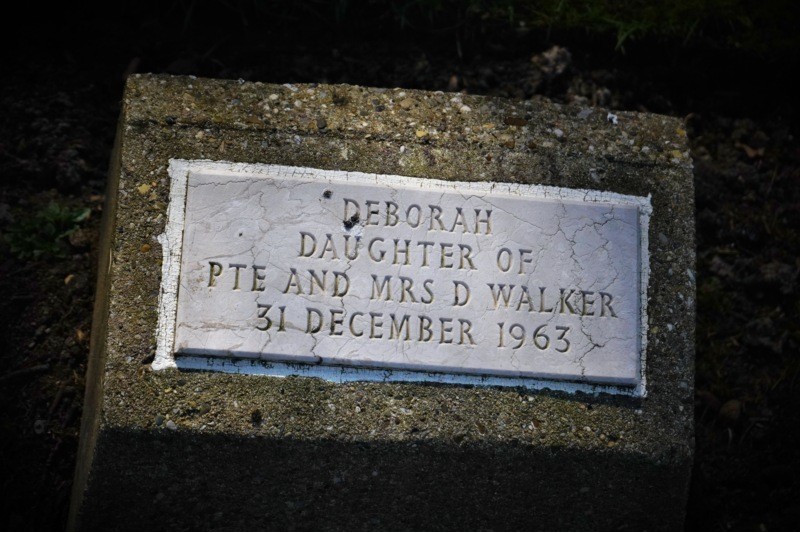 DEBORAH
DAUGHTER OF
PTE AND MRS D WALKER
31 DECEMBER 1963